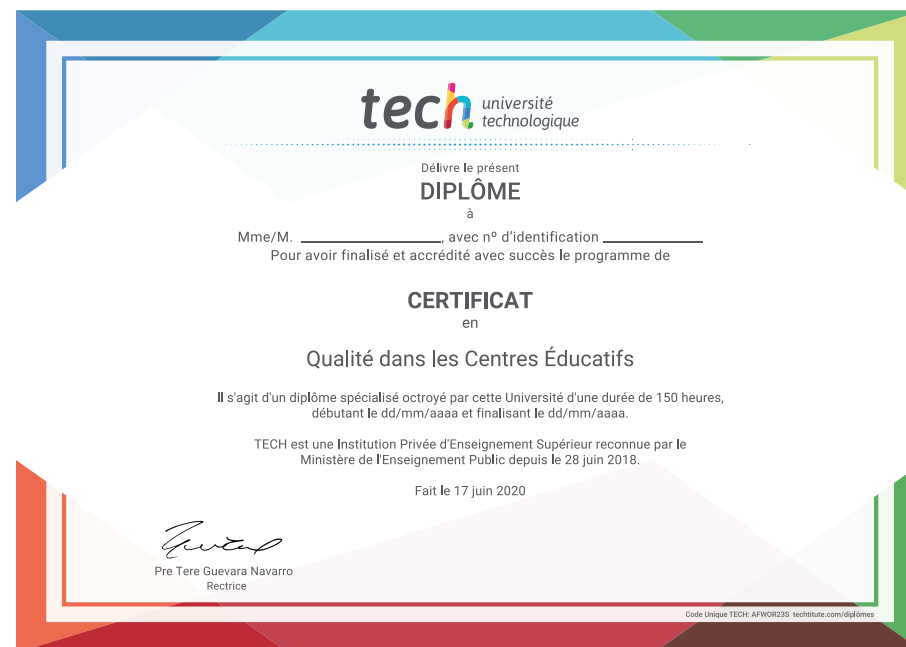 tech université
technologique
Délivre le présent
DIPLÔME
à
Mme/M. ____________________, avec nº d'identification ______________
Pour avoir finalisé et accrédité avec succès le programme de
CERTIFICAT
en
Qualité dans les Centres Éducatifs
Il s'agit d'un diplôme spécialisé octroyé par cette Université d'une durée de 150 heures,
débutant le dd/mm/aaaa et finalisant le dd/mm/aaaa.
TECH est une Institution Privée d'Enseignement Supérieur reconnue par le
Ministère de l'Enseignement Public depuis le 28 juin 2018.
Fait le 17 juin 2020
Pre Tere Guevara Navarro
Rectrice
Code Unique TECH: AFWOR23S techtitute.com/diplômes